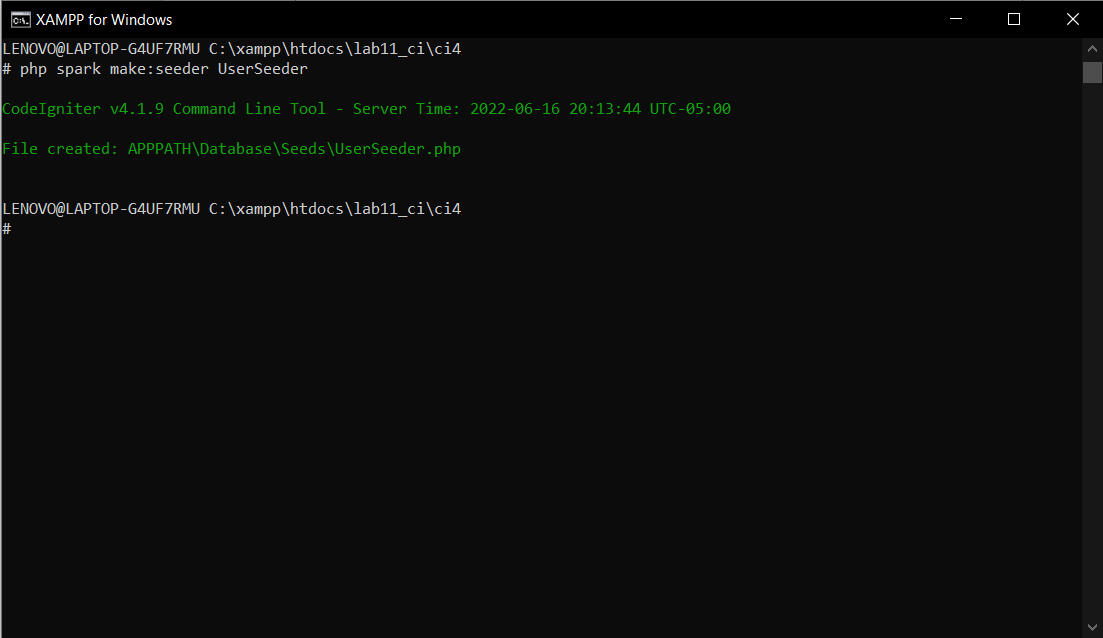 XAMPP for Windows
LENOVO@LAPTOP-G4UF7RMU C:\xampp\htdocs\lab11_ci\ci4
# php spark make:seeder UserSeeder
CodeIgniter v4.1.9 Command Line Tool - Server Time: 2022-06-16 20:13:44 UTC-05:00
File created: APPPATH\Database\Seeds\UserSeeder.php
LENOVO@LAPTOP-G4UF7RMU C:\xampp\htdocs\lab11_ci\ci4
#